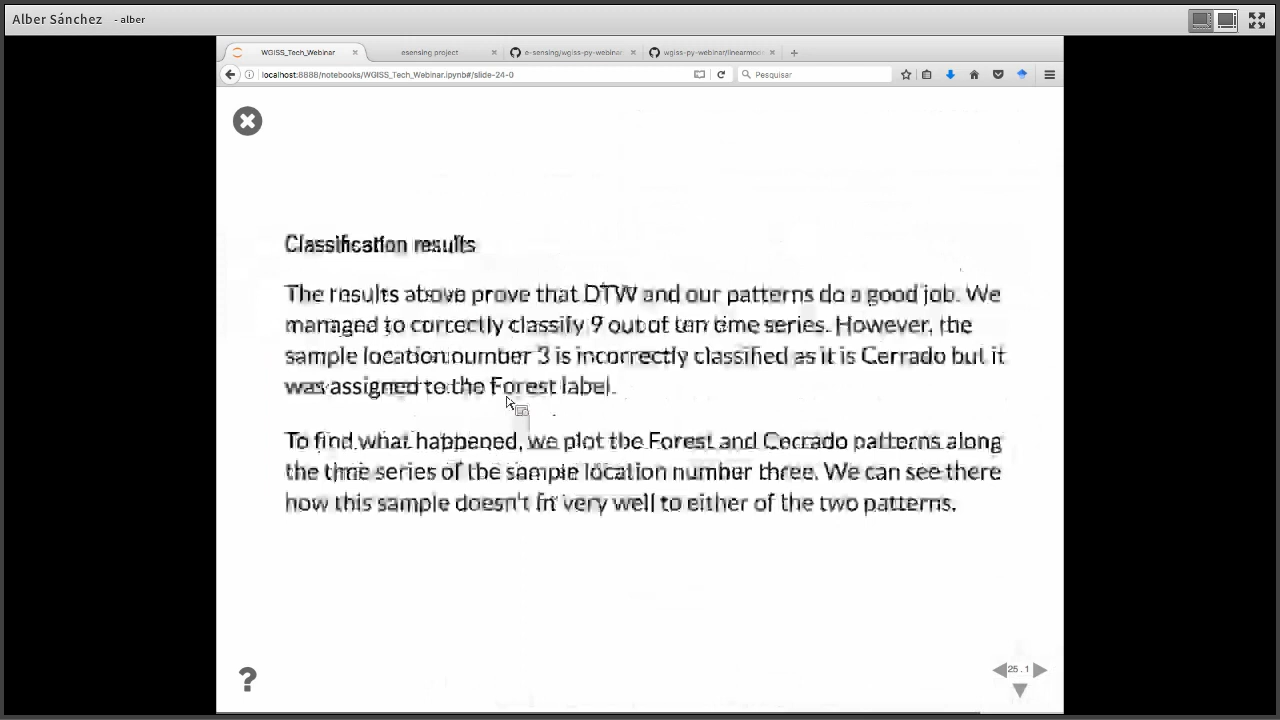 Alber Sánchez - alber
WGISS_Tech_Webinar
esensing project
e-sensing/wgiss-py-webinar
wgiss-py-webinar/linearmod
localhost:8888/notebooks/WGISS_Tech_Webinar.ipynb#/slide-24-0
Pesquisar
Classification results
The results above prove that DTW and our patterns do a good job. We
managed to correctly classify 9 out of ten time series. However, the
sample location number 3 is incorrectly classified as it is Cerrado but it
was assigned to the Forest label.
To find what happened, we plot the Forest and Cerrado patterns along
the time series of the sample location number three. We can see there
how this sample doesn't fit very well to either of the two patterns.
?
25.1